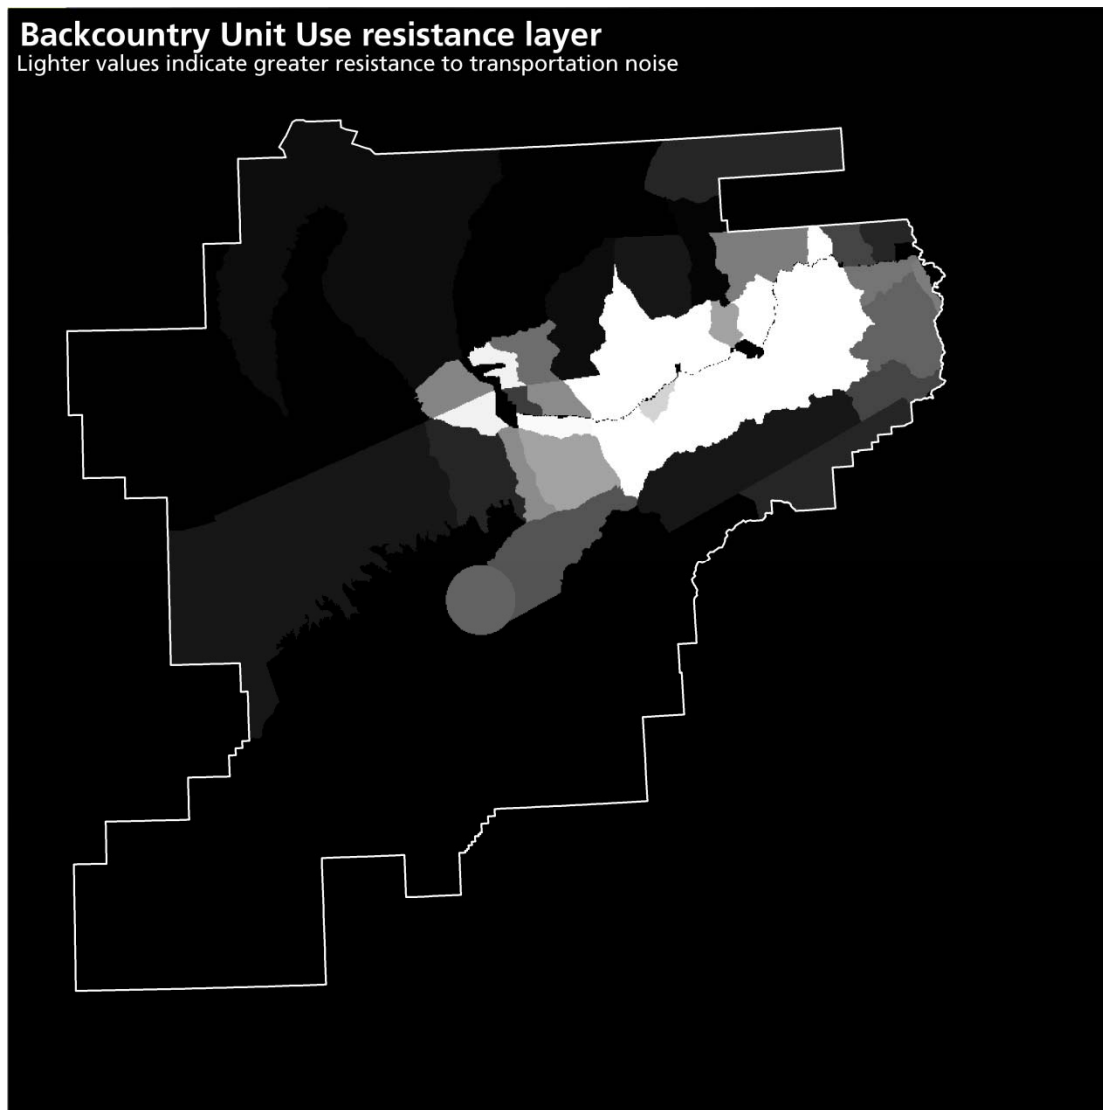 Backcountry Unit Use resistance layer
Lighter values indicate greater resistance to transportation noise